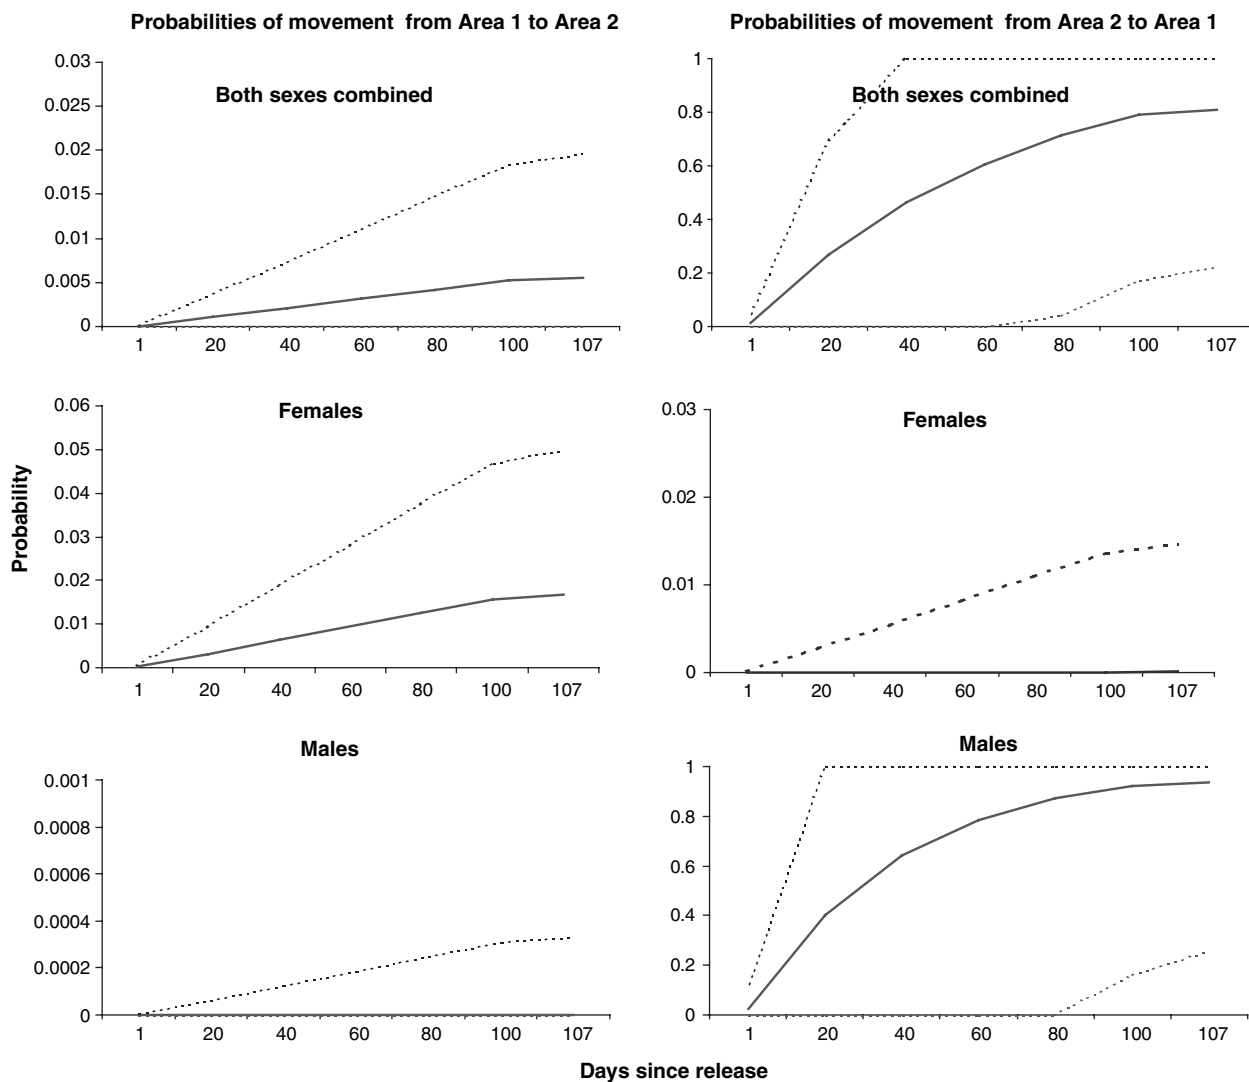 Probabilities of movement from Area 1 to Area 2
Probabilities of movement from Area 2 to Area 1
Both sexes combined
0.03
0.025
0.02
0.015
0.01
0.005
0
1 20 40 60 80 100 107
Both sexes combined
1
0.8
0.6
0.4
0.2
0
1 20 40 60 80 100 107
Probability
Females
0.06
0.05
0.04
0.03
0.02
0.01
0
1 20 40 60 80 100 107
Females
0.03
0.02
0.01
0
1 20 40 60 80 100 107
Males
0.001
0.0008
0.0006
0.0004
0.0002
0
1 20 40 60 80 100 107
Males
1
0.8
0.6
0.4
0.2
0
1 20 40 60 80 100 107
Days since release